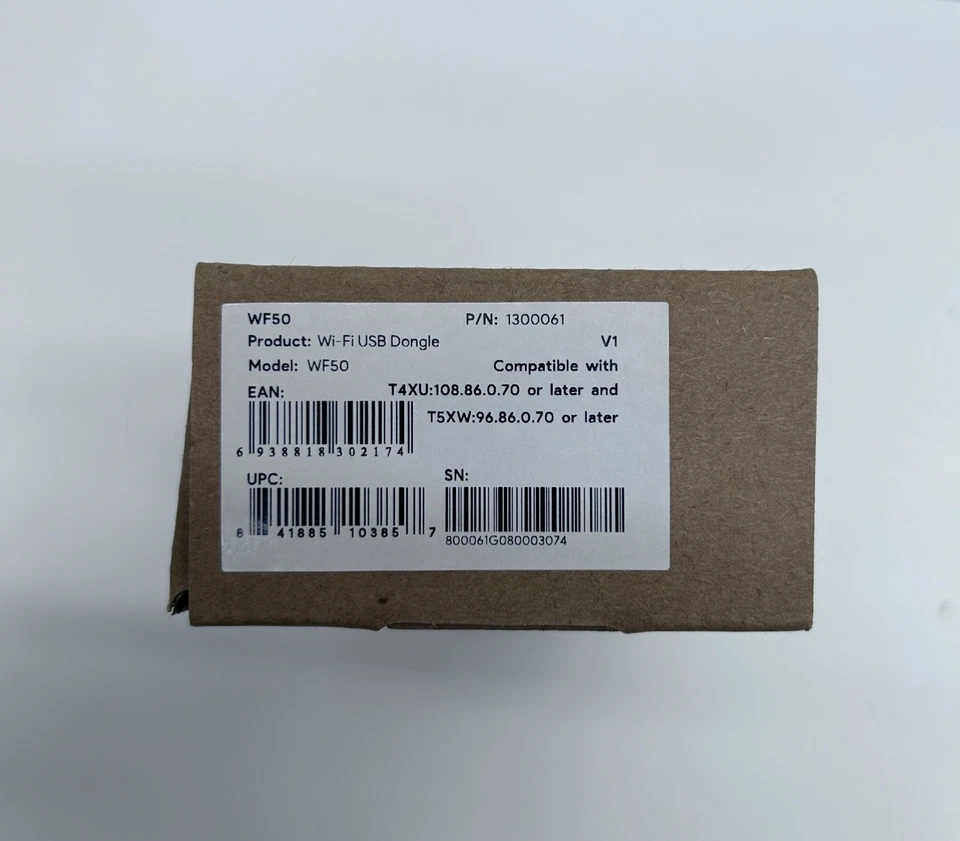 WF50 P/N: 1300061
Product: Wi-Fi USB Dongle V1
Model: WF50 Compatible with
EAN: T4XU:108.86.0.70 or later and
T5XW:96.86.0.70 or later
6 938818 302174
UPC: SN:
8 41885 10385 7
800061G080003074